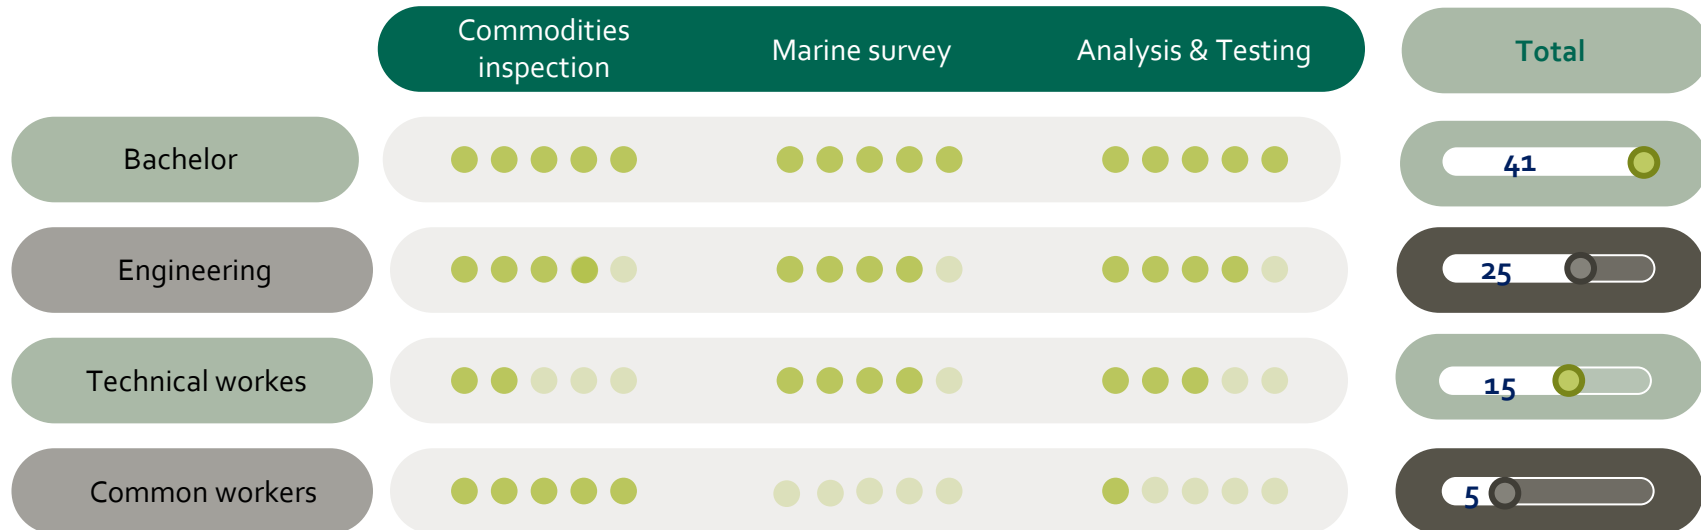 Commodities
inspection
Marine survey
Analysis & Testing
Total
Bachelor
41
Engineering
25
Technical workes
15
Common workers
5